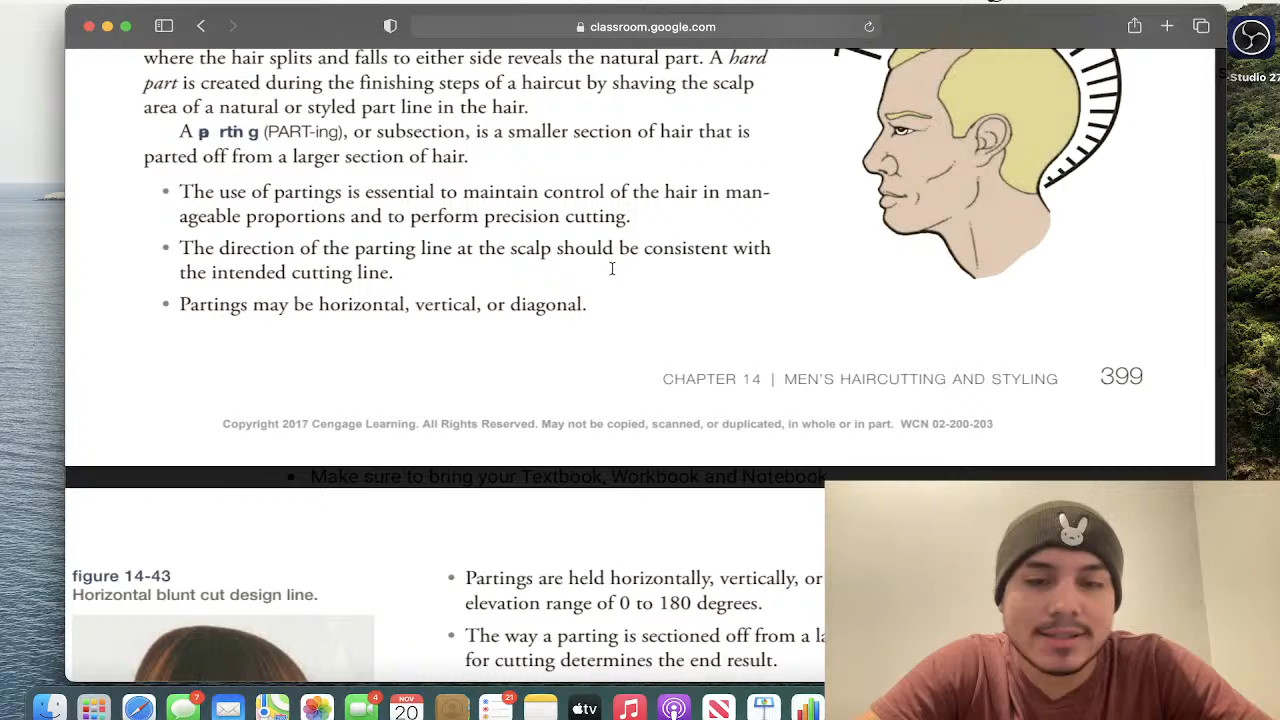 classroom.google.com
Studio 27
where the hair splits and falls to either side reveals the natural part. A hard
part is created during the finishing steps of a haircut by shaving the scalp
area of a natural or styled part line in the hair.
A parting (PART-ing), or subsection, is a smaller section of hair that is
parted off from a larger section of hair.
• The use of partings is essential to maintain control of the hair in man-
ageable proportions and to perform precision cutting.
• The direction of the parting line at the scalp should be consistent with
the intended cutting line.
• Partings may be horizontal, vertical, or diagonal.
CHAPTER 14 | MEN'S HAIRCUTTING AND STYLING 399
Copyright 2017 Cengage Learning. All Rights Reserved. May not be copied, scanned, or duplicated, in whole or in part. WCN 02-200-203
• Make sure to bring your Textbook, Workbook and Notebook
figure 14-43
Horizontal blunt cut design line.
• Partings are held horizontally, vertically, or
elevation range of 0 to 180 degrees.
• The way a parting is sectioned off from a la
for cutting determines the end result.
7
4
NOV
20
21
tv